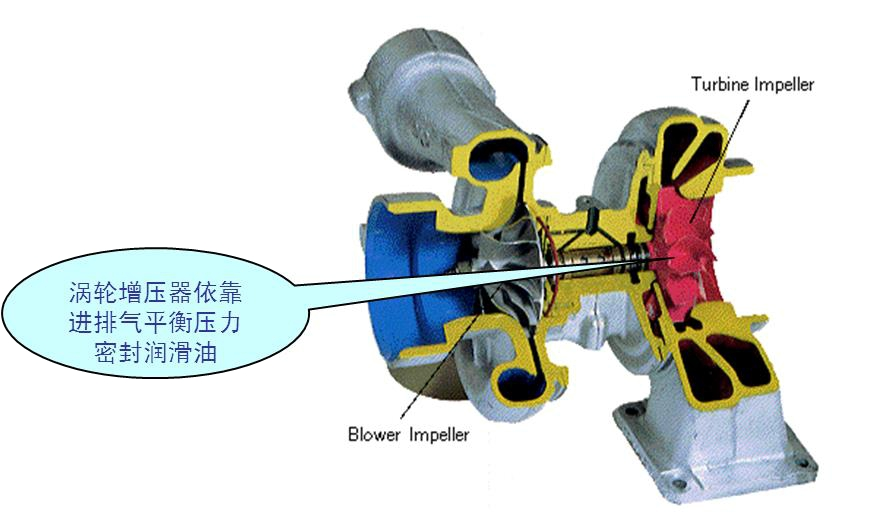 Turbine Impeller
涡轮增压器依靠
进排气平衡压力
密封润滑油
Blower Impeller